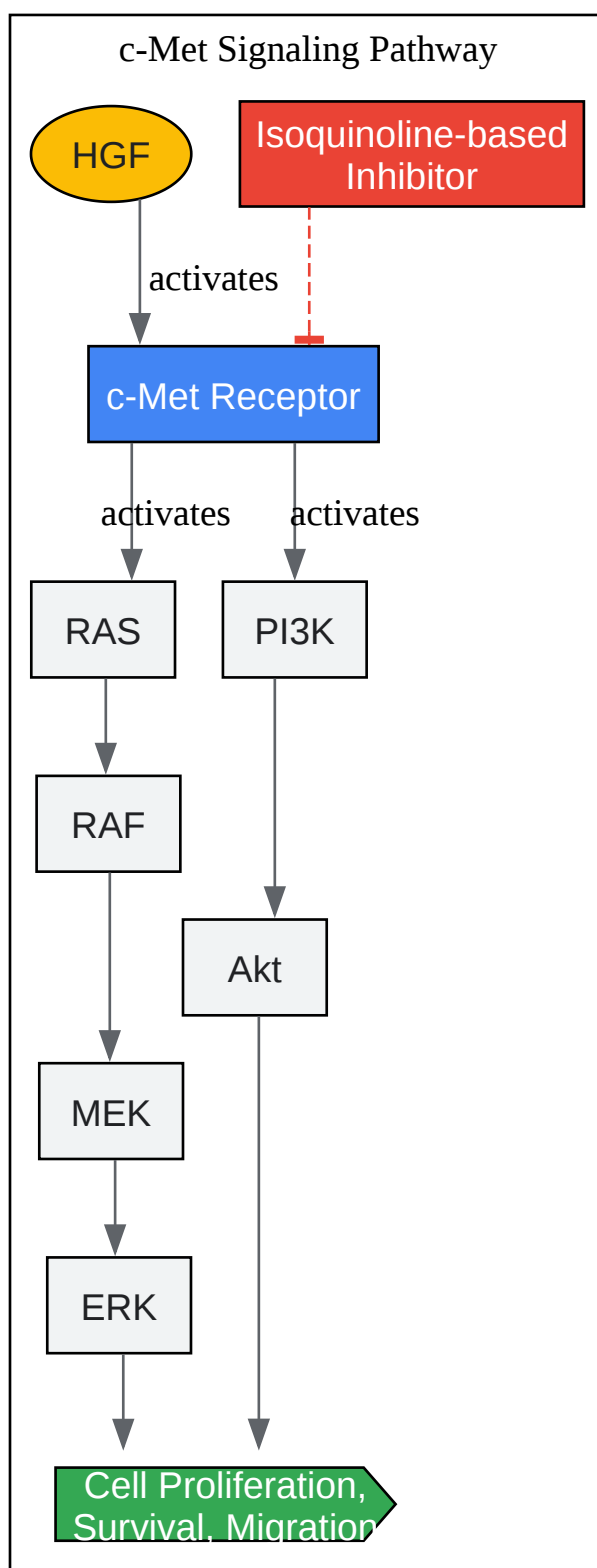 c-Met Signaling Pathway
HGF
Isoquinoline-based
Inhibitor
activates
c-Met Receptor
activates
activates
RAS
PI3K
RAF
Akt
MEK
ERK
Cell Proliferation,
Survival, Migration